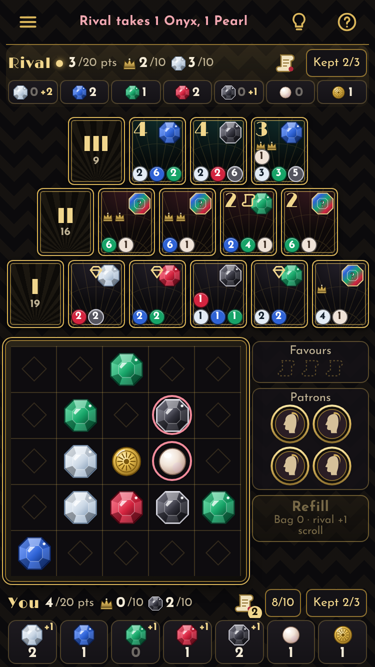 Rival takes 1 Onyx, 1 Pearl
Rival 3/20 pts 2/10 3/10 Kept 2/3
0 +2 2 1 2 0 +1 0 1
III
9
4
2 6 2
4
2 2 6
3
1
3 3 5
II
16
6 1
6 1
2
2 4 1
2
6 1
I
19
2 2
2 2
1
1 1 1
2 2
4 1
Favours
Patrons
Refill
Bag 0 · rival +1
scroll
You 4/20 pts 0/10 2/10 2 8/10 Kept 2/3
+1 +1 +1 +1
2 1 0 1 2 1 1